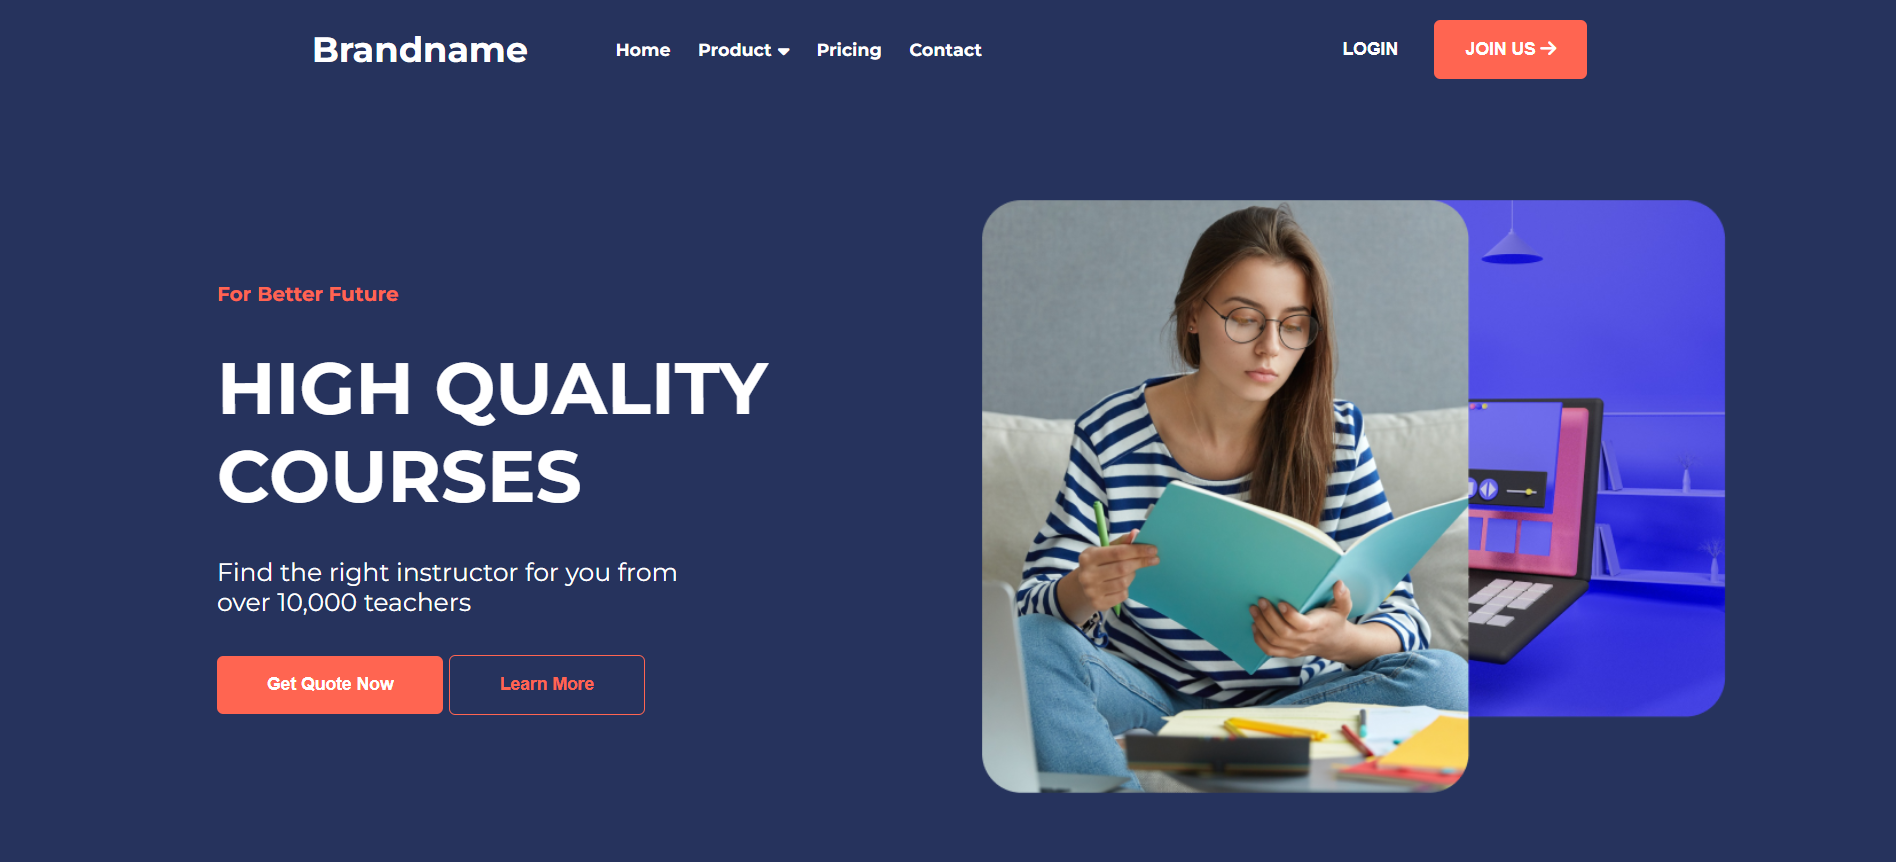 Brandname
Home Product Pricing Contact
LOGIN
JOIN US
For Better Future
HIGH QUALITY
COURSES
Find the right instructor for you from
over 10,000 teachers
Get Quote Now
Learn More